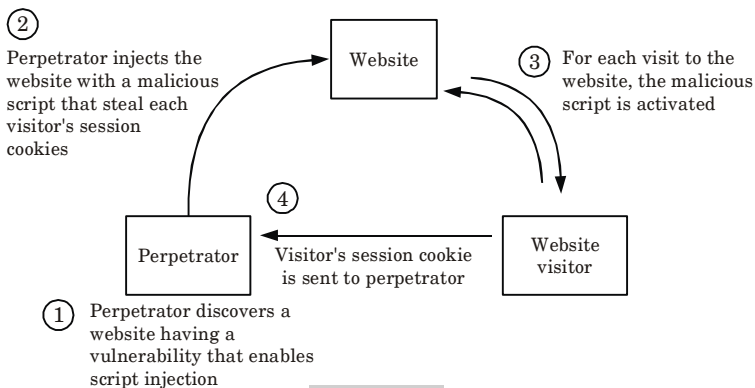 2
Perpetrator injects the
website with a malicious
script that steal each
visitor's session
cookies
Website
3
For each visit to the
website, the malicious
script is activated
4
Perpetrator
Visitor's session cookie
is sent to perpetrator
Website
visitor
1
Perpetrator discovers a
website having a
vulnerability that enables
script injection